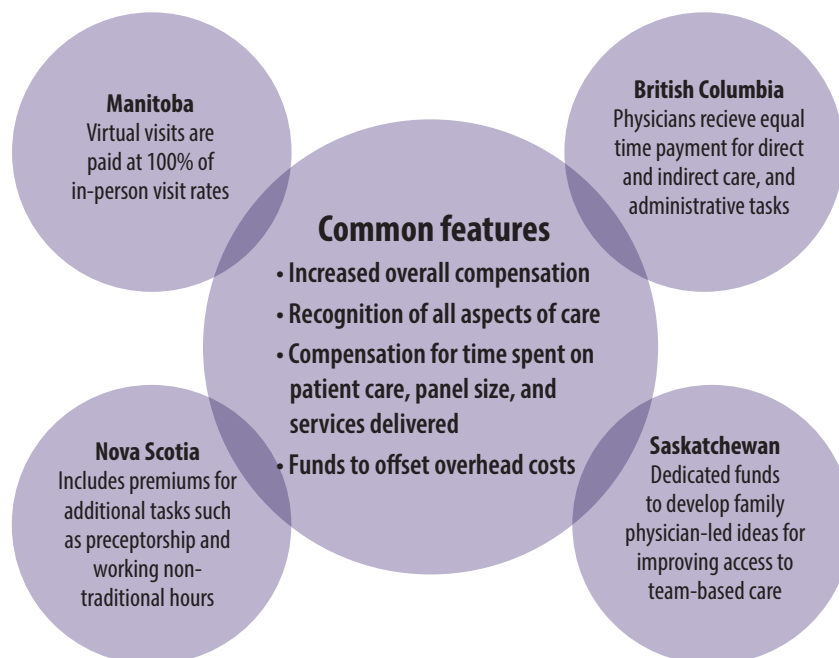 Manitoba
Virtual visits are
paid at 100% of
in-person visit rates
British Columbia
Physicians recieve equal
time payment for direct
and indirect care, and
administrative tasks
Common features
• Increased overall compensation
• Recognition of all aspects of care
• Compensation for time spent on
patient care, panel size, and
services delivered
• Funds to offset overhead costs
Nova Scotia
Includes premiums for
additional tasks such
as preceptorship and
working non-
traditional hours
Saskatchewan
Dedicated funds
to develop family
physician-led ideas for
improving access to
team-based care